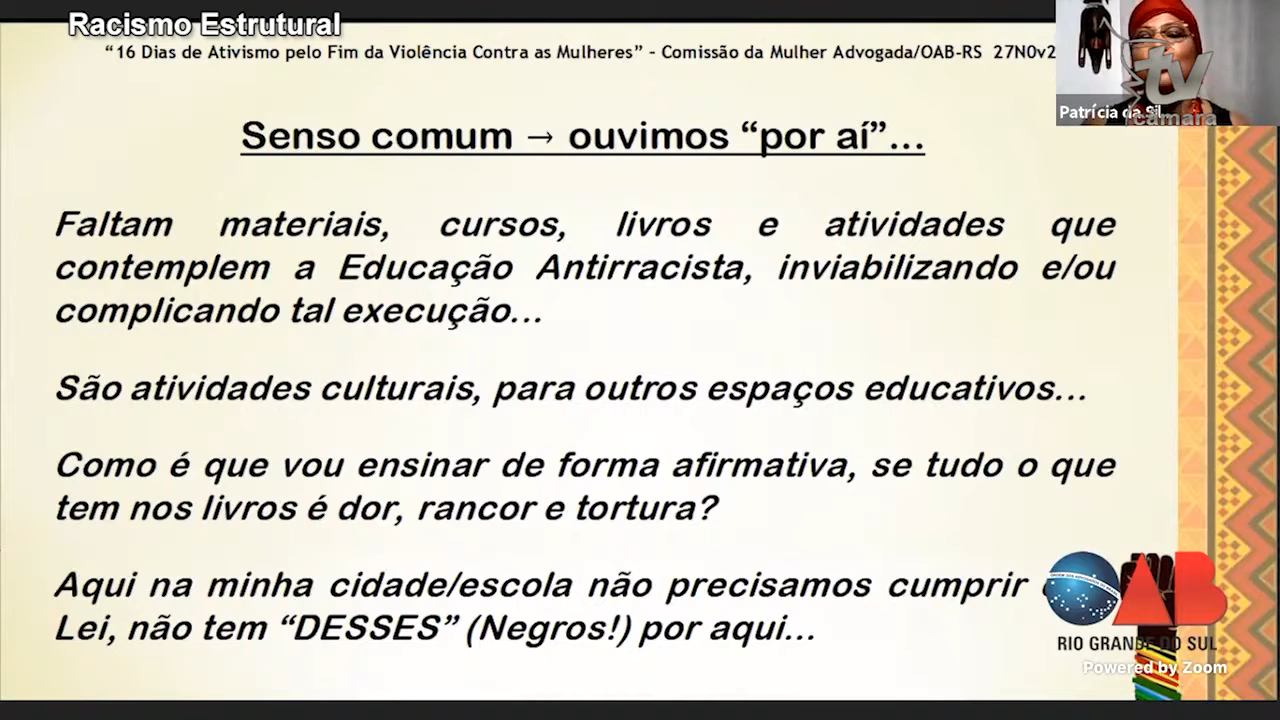 Racismo Estrutural
“16 Dias de Ativismo pelo Fim da Violência Contra as Mulheres” – Comissão da Mulher Advogada/OAB-RS 27N0v2
tv
câmara
Patrícia da Sil
Senso comum → ouvimos “por aí”...
Faltam materiais, cursos, livros e atividades que
contemplem a Educação Antirracista, inviabilizando e/ou
complicando tal execução...
São atividades culturais, para outros espaços educativos...
Como é que vou ensinar de forma afirmativa, se tudo o que
tem nos livros é dor, rancor e tortura?
Aqui na minha cidade/escola não precisamos cumprir
Lei, não tem “DESSES” (Negros!) por aqui...
OAB
RIO GRANDE DO SUL
Powered by Zoom